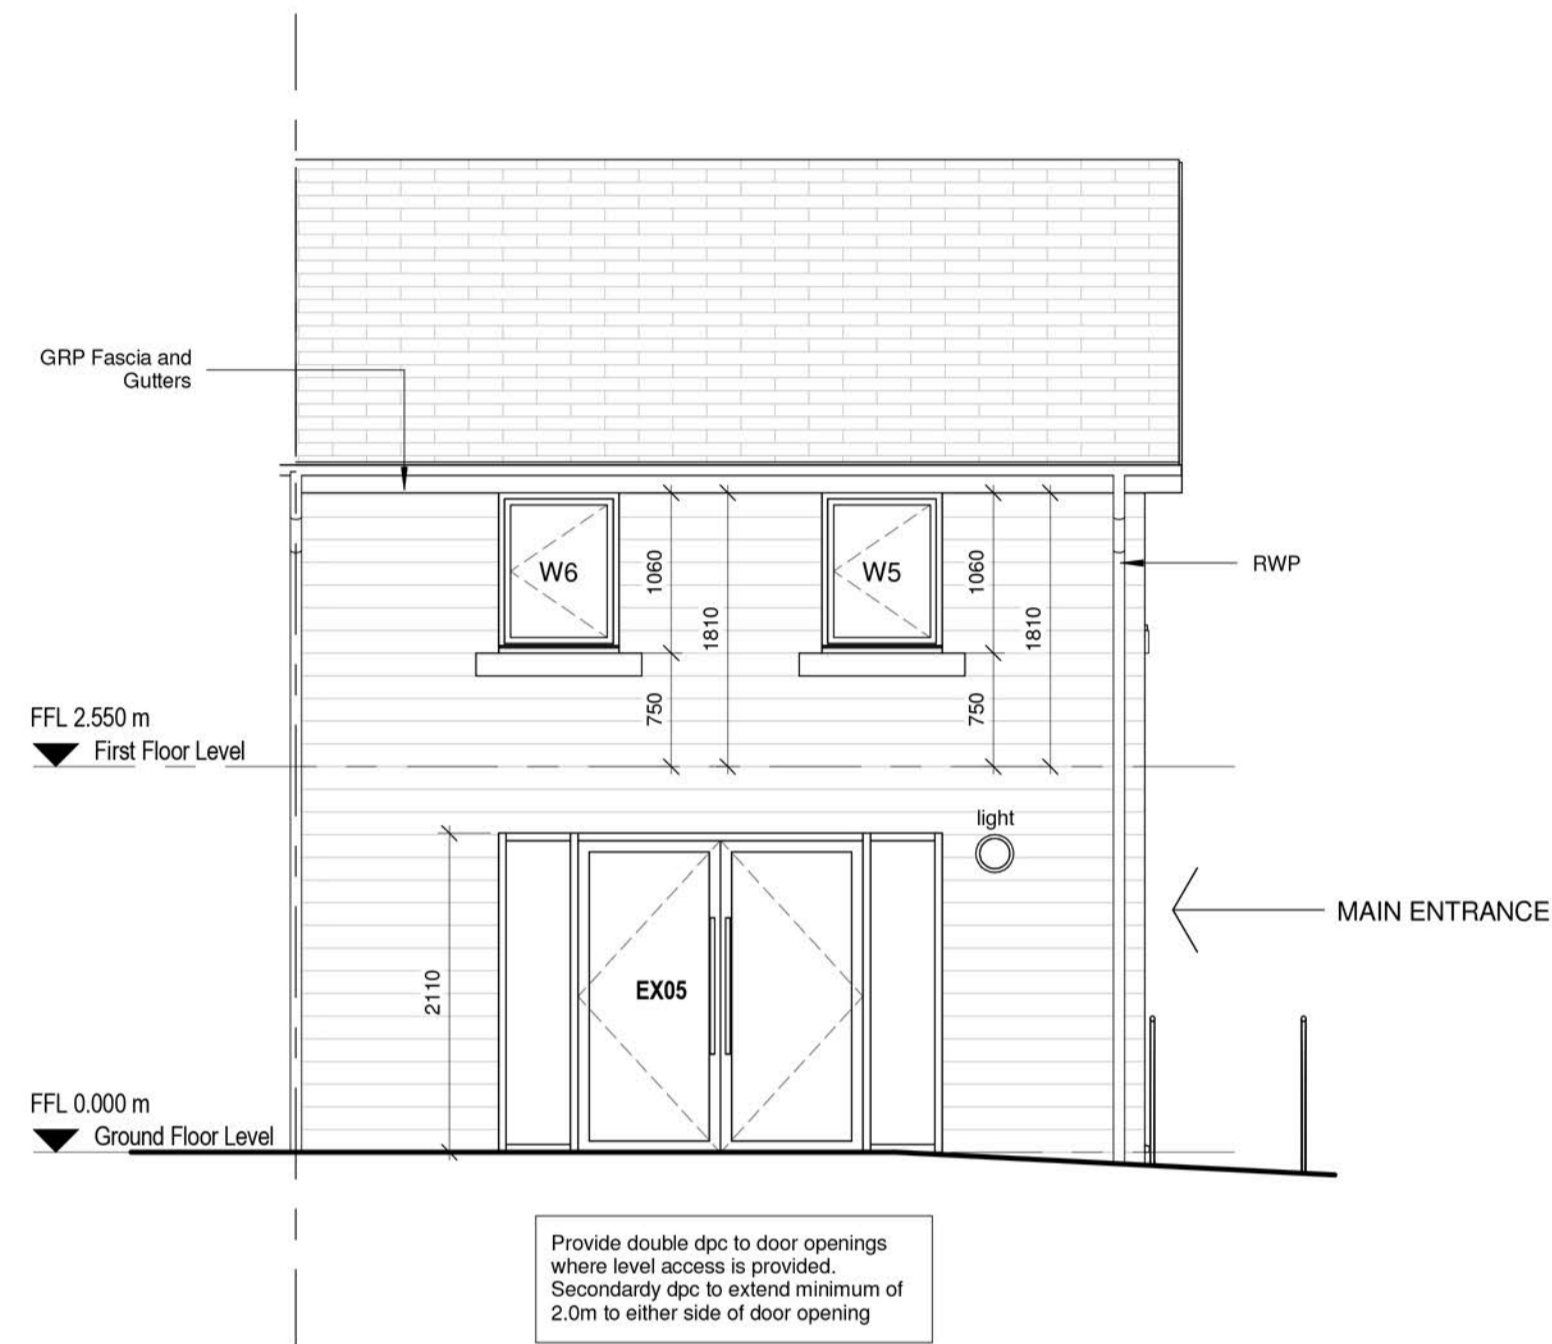 GRP Fascia and
Gutters
W6
1060
1810
750
W5
1060
1810
750
RWP
FFL 2.550 m
First Floor Level
light
MAIN ENTRANCE
2110
EX05
FFL 0.000 m
Ground Floor Level
Provide double dpc to door openings
where level access is provided.
Secondardy dpc to extend minimum of
2.0m to either side of door opening